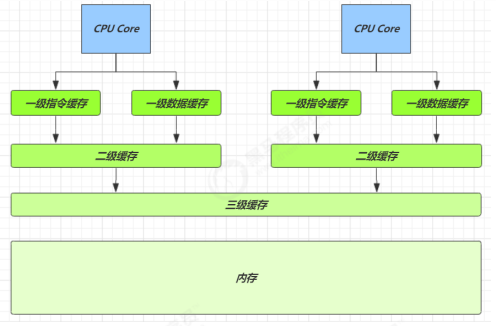 CPU Core CPU Core
一级指令缓存 一级数据缓存 一级指令缓存 一级数据缓存
二级缓存 二级缓存
三级缓存
内存